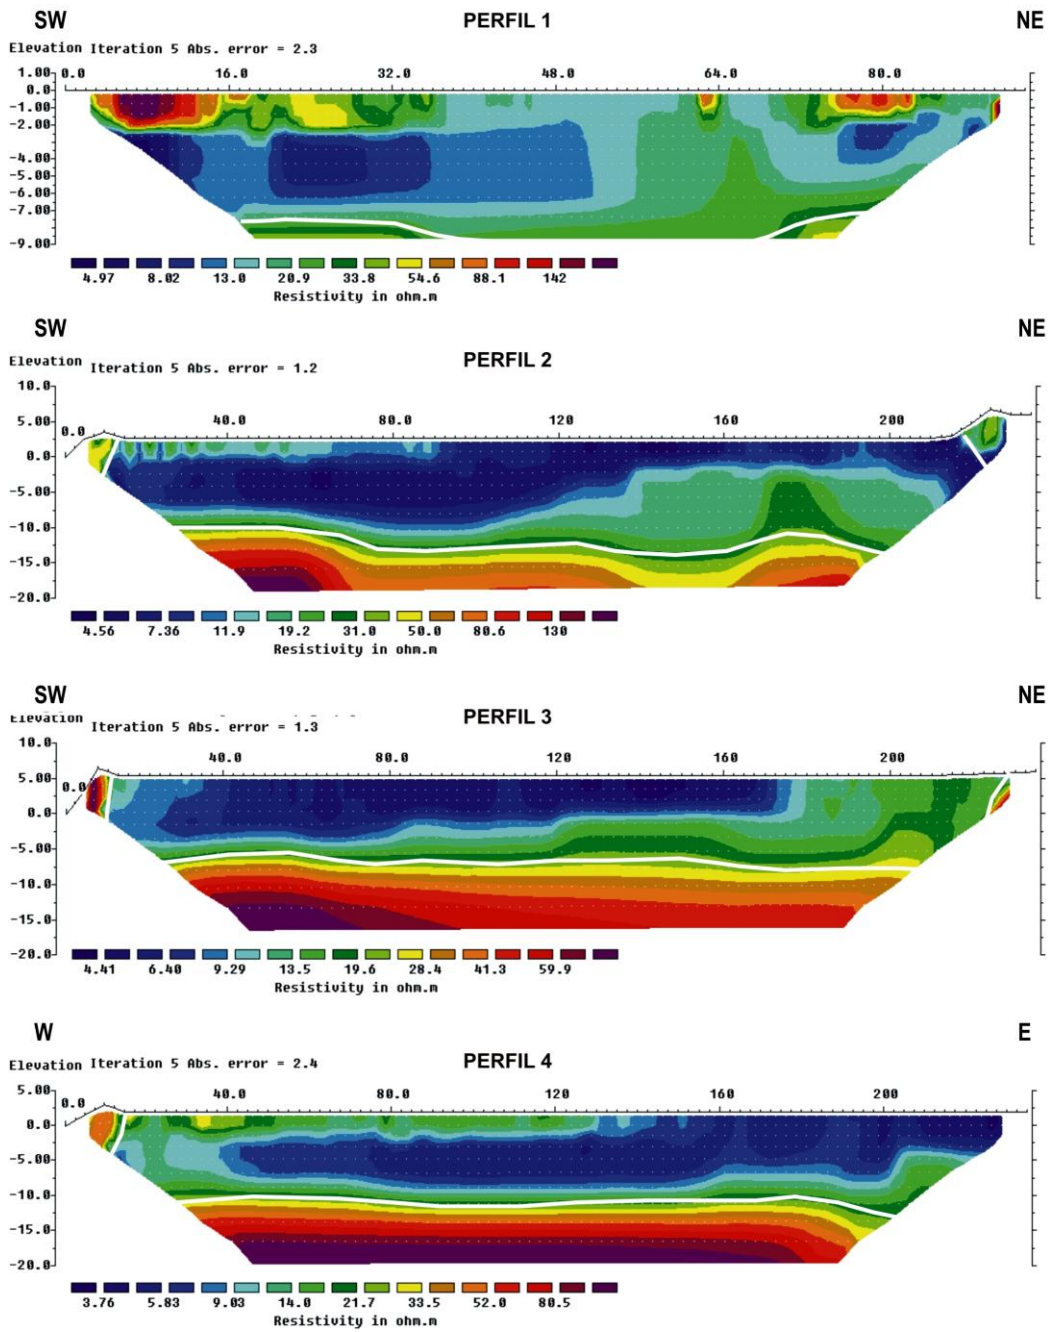 SW PERFIL 1 NE
Elevation Iteration 5 Abs. error = 2.3
1.00 0.0 16.0 32.0 48.0 64.0 80.0
0.0
-1.00
-2.00
-4.00
-5.00
-7.00
-9.00
4.97 8.02 13.0 20.9 33.8 54.6 88.1 142
Resistivity in ohm.m
SW NE
Elevation Iteration 5 Abs. error = 1.2 PERFIL 2
10.0
5.00 0.0 40.0 80.0 120 160 200
0.0
-5.00
-10.0
-15.0
-20.0
4.56 7.36 11.9 19.2 31.0 50.0 80.6 130
Resistivity in ohm.m
SW PERFIL 3 NE
Elevation Iteration 5 Abs. error = 1.3
10.0 40.0 80.0 120 160 200
5.00 0.0
0.0
-5.00
-10.0
-15.0
-20.0
4.41 6.40 9.29 13.5 19.6 28.4 41.3 59.9
Resistivity in ohm.m
W E
Elevation Iteration 5 Abs. error = 2.4 PERFIL 4
5.00 0.0 40.0 80.0 120 160 200
0.0
-5.00
-10.0
-15.0
-20.0
3.76 5.83 9.03 14.0 21.7 33.5 52.0 80.5
Resistivity in ohm.m